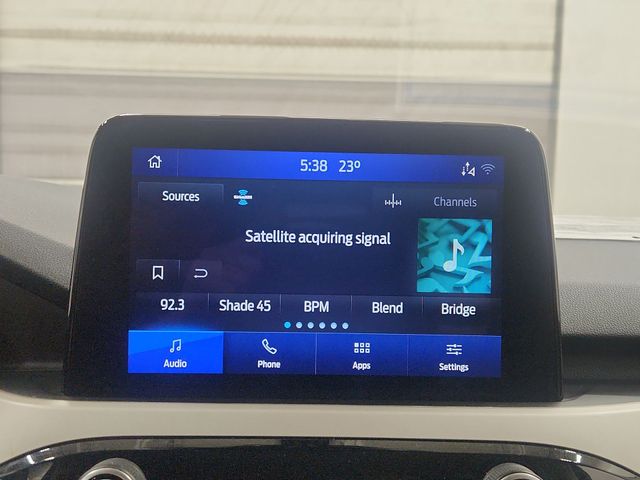 5:38 23°
Sources
Channels
Satellite acquiring signal
92.3 Shade 45 BPM Blend Bridge
Audio Phone Apps Settings